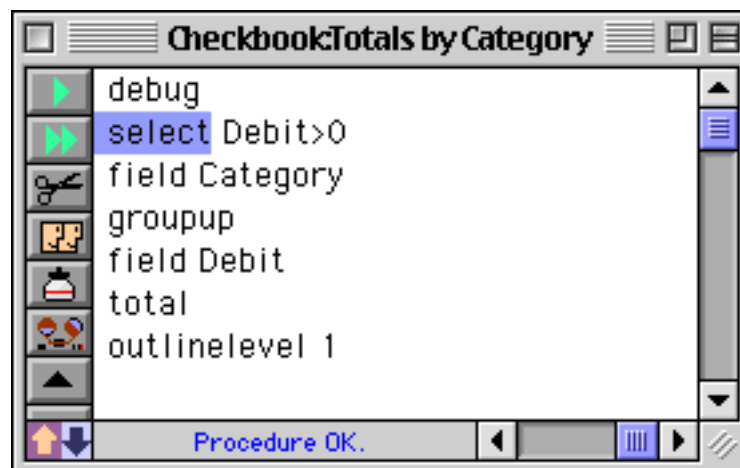 Checkbook:Totals by Category
debug
select Debit>0
field Category
groupup
field Debit
total
outlinelevel 1
Procedure OK.